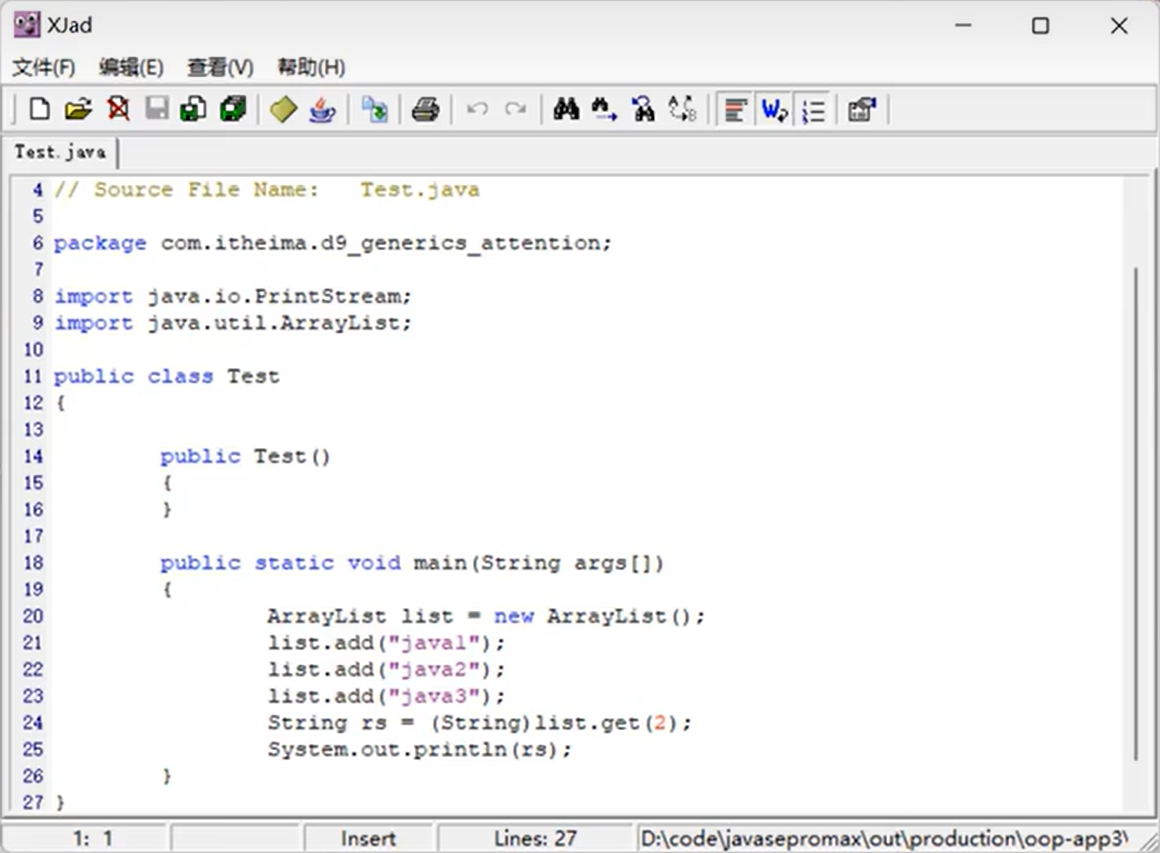 XJad
文件(F) 编辑(E) 查看(V) 帮助(H)
Test.java
4 // Source File Name:   Test.java
5
6 package com.itheima.d9_generics_attention;
7
8 import java.io.PrintStream;
9 import java.util.ArrayList;
10
11 public class Test
12 {
13
14         public Test()
15         {
16         }
17
18         public static void main(String args[])
19         {
20                 ArrayList list = new ArrayList();
21                 list.add("java1");
22                 list.add("java2");
23                 list.add("java3");
24                 String rs = (String)list.get(2);
25                 System.out.println(rs);
26         }
27 }
1: 1 Insert Lines: 27 D:\code\javasepromax\out\production\oop-app3\